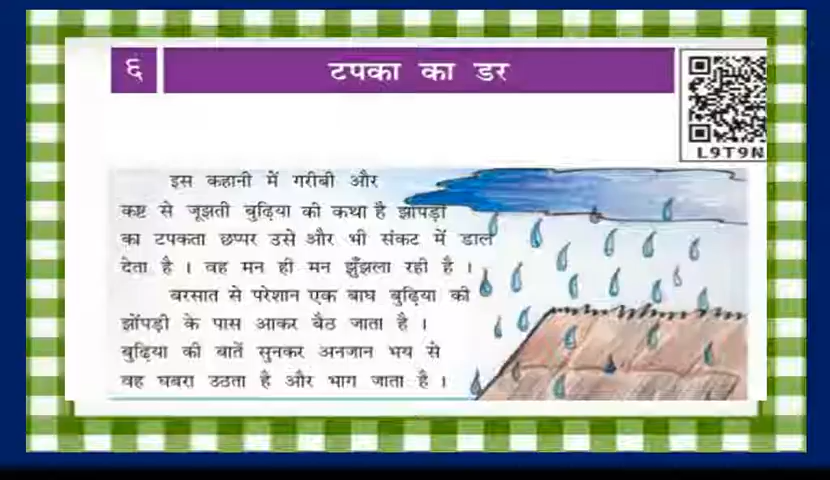 ६
टपका का डर
L9T9N
इस कहानी में गरीबी और
कष्ट से जूझती बुढ़िया की कथा है झोंपड़ी
का टपकता छप्पर उसे और भी संकट में डाल
देता है । वह मन ही मन झुँझला रही है ।
बरसात से परेशान एक बाघ बुढ़िया की
झोंपड़ी के पास आकर बैठ जाता है ।
बुढ़िया की बातें सुनकर अनजान भय से
वह घबरा उठता है और भाग जाता है ।